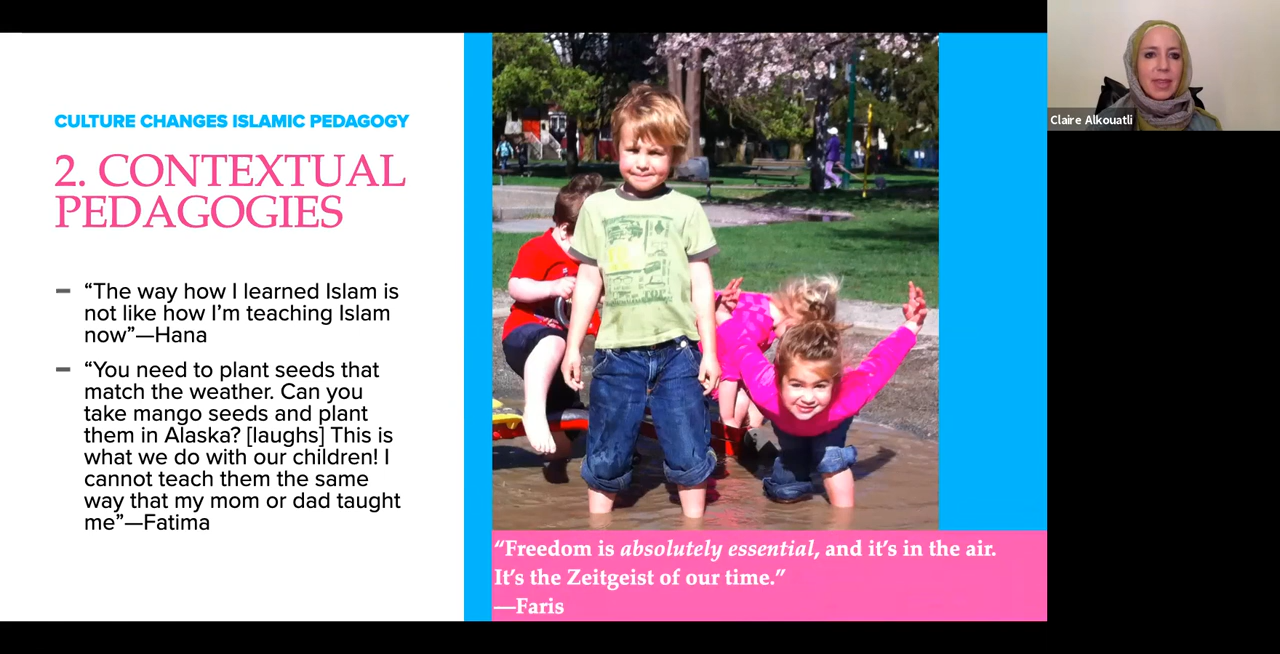 CULTURE CHANGES ISLAMIC PEDAGOGY
2. CONTEXTUAL
PEDAGOGIES
– “The way how I learned Islam is
not like how I’m teaching Islam
now”—Hana
– “You need to plant seeds that
match the weather. Can you
take mango seeds and plant
them in Alaska? [laughs] This is
what we do with our children! I
cannot teach them the same
way that my mom or dad taught
me”—Fatima
“Freedom is absolutely essential, and it’s in the air.
It’s the Zeitgeist of our time.”
—Faris
Claire Alkouatli